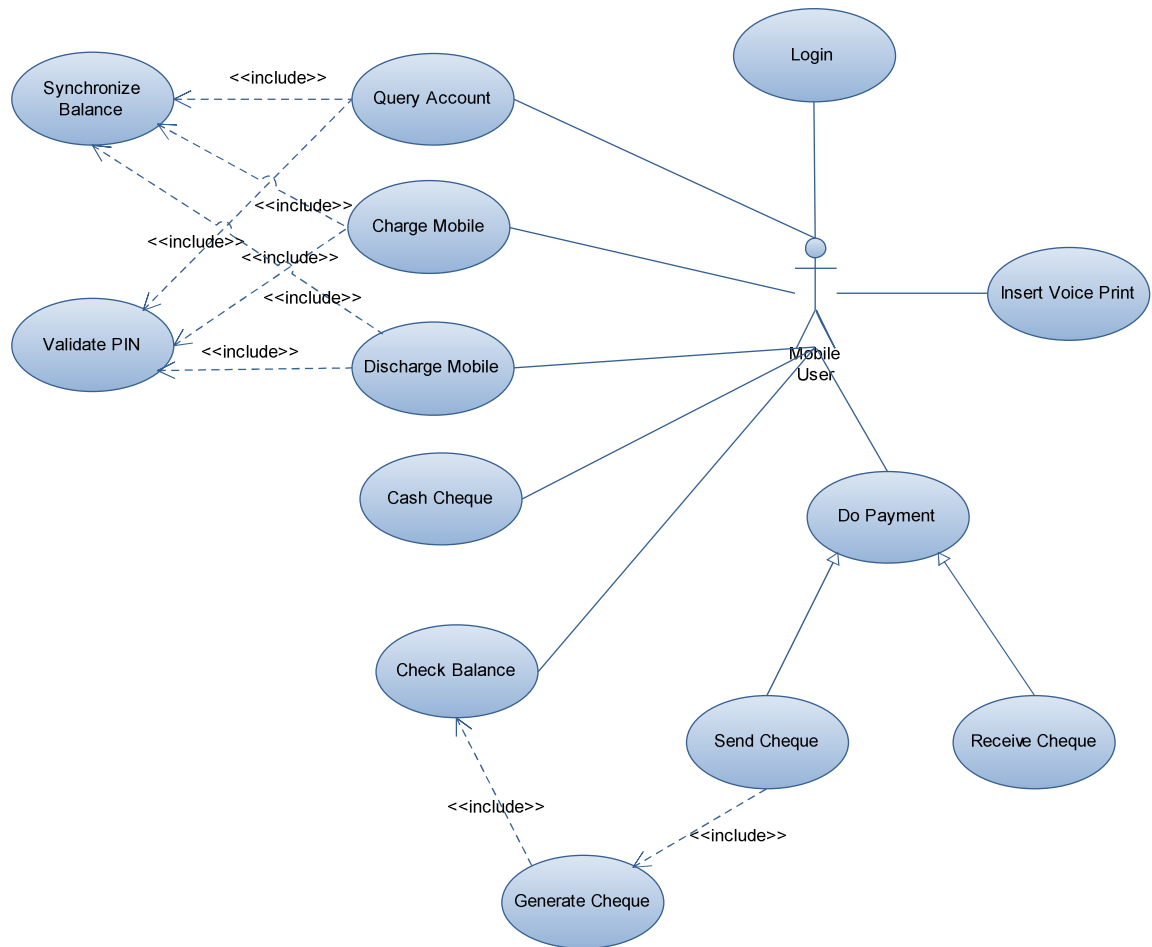 Login
Synchronize
Balance
<<include>>
Query Account
<<include>>
Charge Mobile
<<include>>
<<include>>
Insert Voice Print
<<include>>
Validate PIN
<<include>>
Discharge Mobile
Mobile
User
Cash Cheque
Do Payment
Check Balance
Send Cheque
Receive Cheque
<<include>>
<<include>>
Generate Cheque